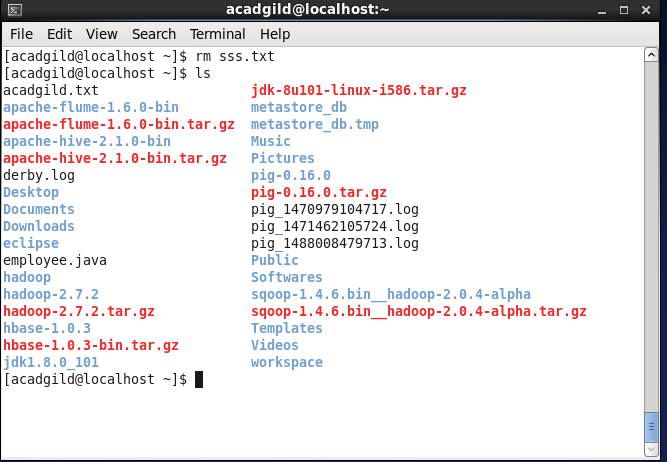 acadgild@localhost:~
File Edit View Search Terminal Help
[acadgild@localhost ~]$ rm sss.txt
[acadgild@localhost ~]$ ls
acadgild.txt jdk-8u101-linux-i586.tar.gz
apache-flume-1.6.0-bin metastore_db
apache-flume-1.6.0-bin.tar.gz metastore_db.tmp
apache-hive-2.1.0-bin Music
apache-hive-2.1.0-bin.tar.gz Pictures
derby.log pig-0.16.0
Desktop pig-0.16.0.tar.gz
Documents pig_1470979104717.log
Downloads pig_1471462105724.log
eclipse pig_1488008479713.log
employee.java Public
hadoop Softwares
hadoop-2.7.2 sqoop-1.4.6.bin__hadoop-2.0.4-alpha
hadoop-2.7.2.tar.gz sqoop-1.4.6.bin__hadoop-2.0.4-alpha.tar.gz
hbase-1.0.3 Templates
hbase-1.0.3-bin.tar.gz Videos
jdk1.8.0_101 workspace
[acadgild@localhost ~]$